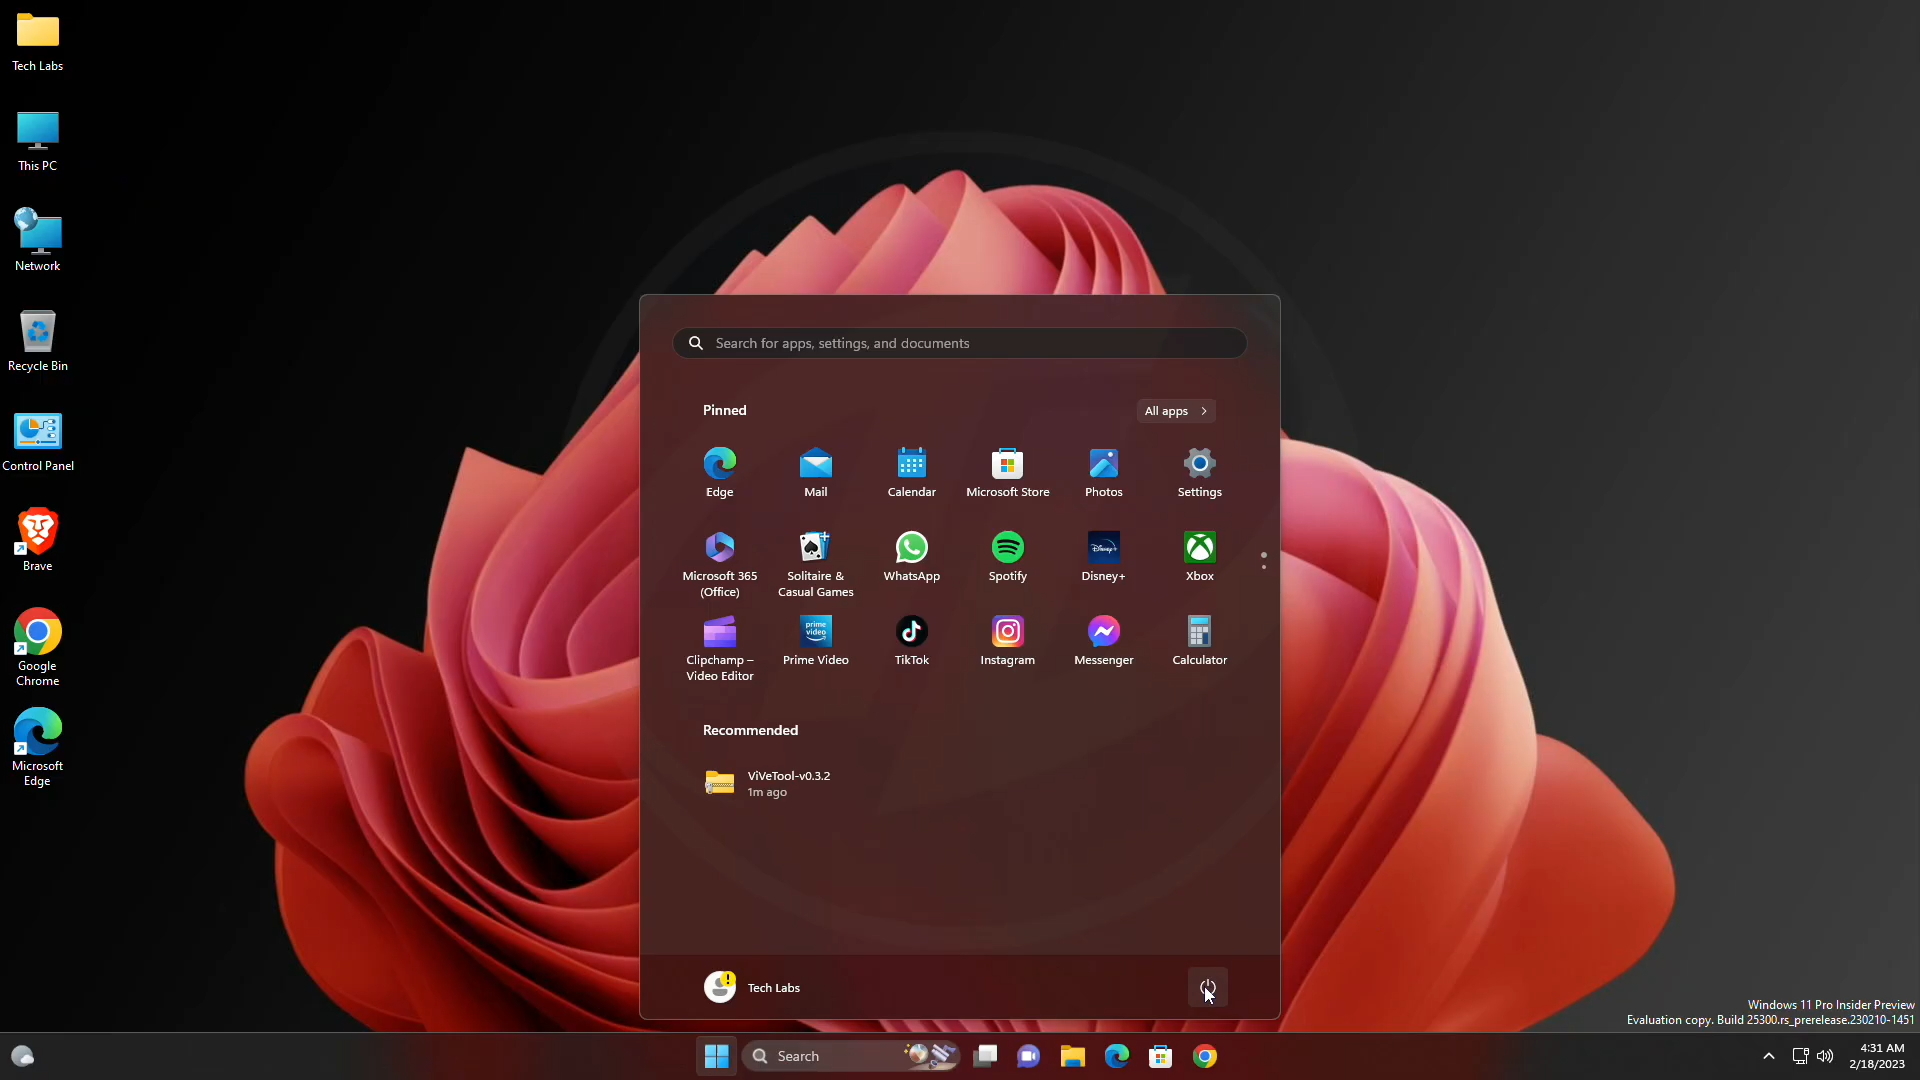 Tech Labs
This PC
Network
Recycle Bin
Control Panel
Brave
Google
Chrome
Microsoft
Edge
Search for apps, settings, and documents
Pinned
All apps
Edge
Mail
Calendar
Microsoft Store
Photos
Settings
Microsoft 365
(Office)
Solitaire &
Casual Games
WhatsApp
Spotify
Disney+
Disney+
Xbox
Clipchamp –
Video Editor
prime
video
Prime Video
TikTok
Instagram
Messenger
Calculator
Recommended
ViVeTool-v0.3.2
1m ago
Tech Labs
Windows 11 Pro Insider Preview
Evaluation copy. Build 25300.rs_prerelease.230210-1451
Search
4:31 AM
2/18/2023